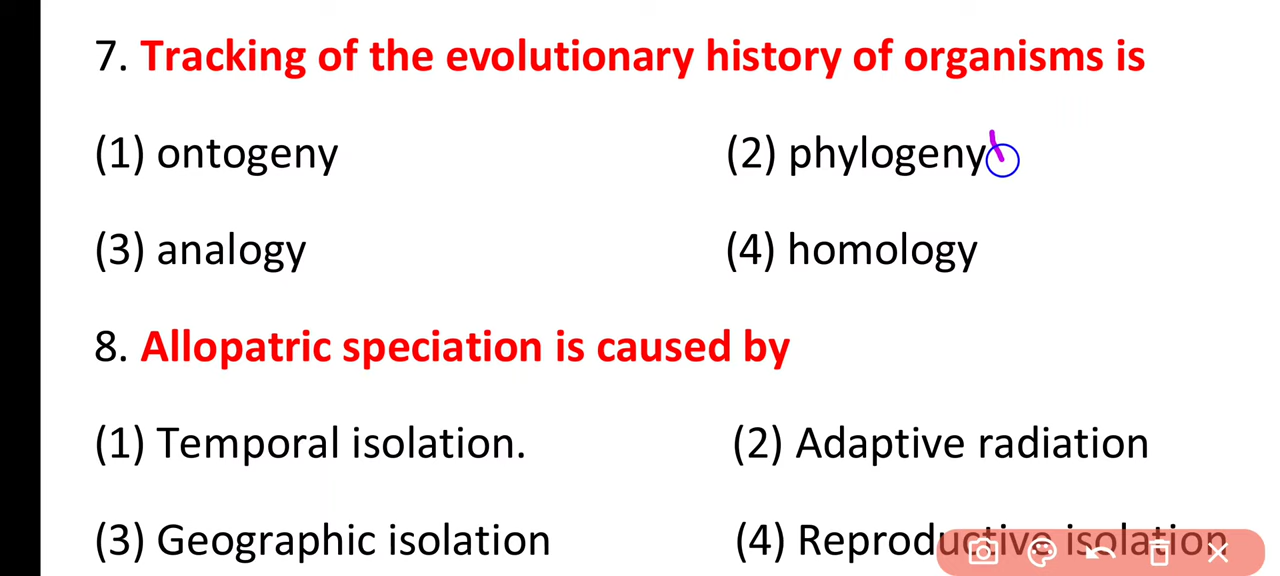 7. Tracking of the evolutionary history of organisms is
(1) ontogeny (2) phylogeny
(3) analogy (4) homology
8. Allopatric speciation is caused by
(1) Temporal isolation. (2) Adaptive radiation
(3) Geographic isolation (4) Reproductive isolation